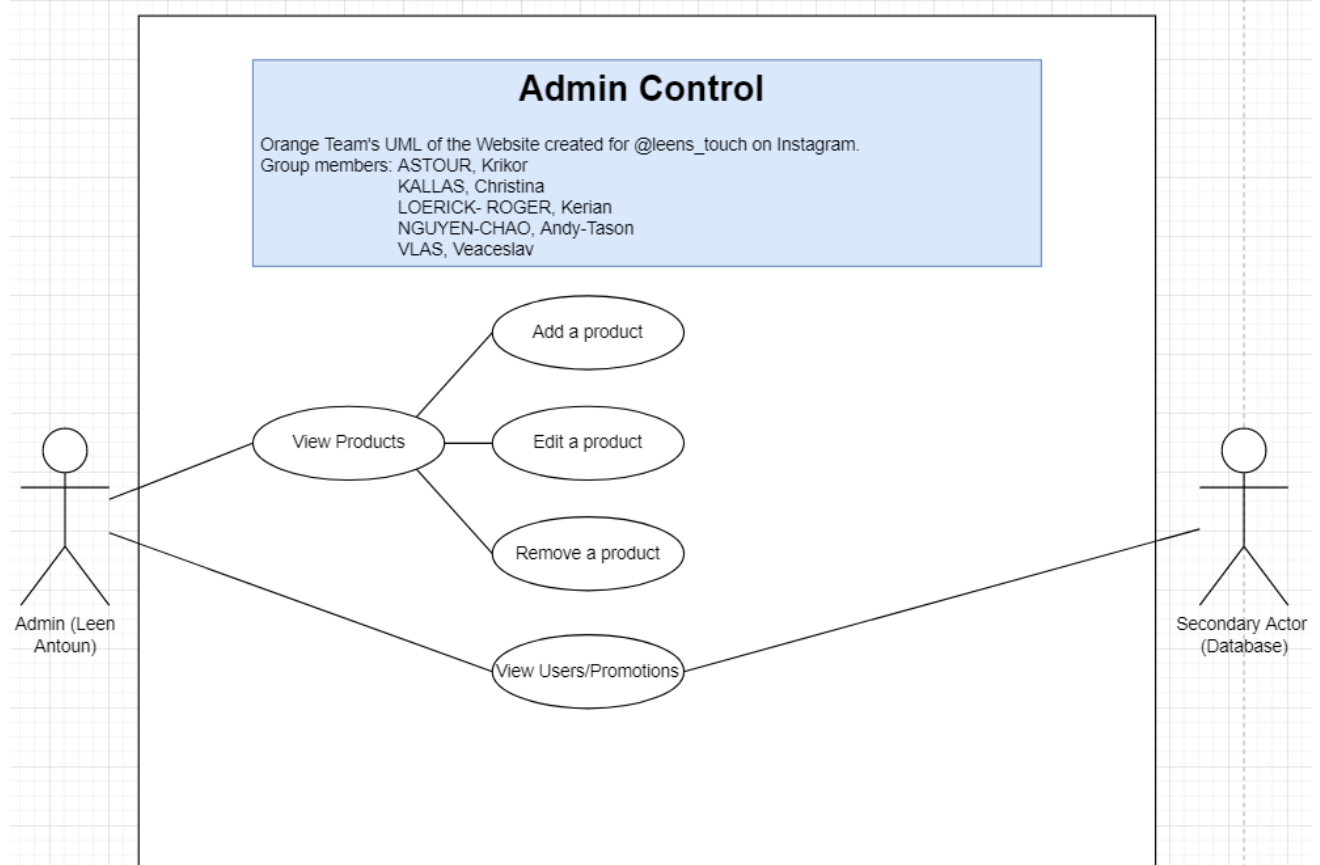 Admin Control
Orange Team's UML of the Website created for @leens_touch on Instagram.
Group members: ASTOUR, Krikor
KALLAS, Christina
LOERICK- ROGER, Kerian
NGUYEN-CHAO, Andy-Tason
VLAS, Veaceslav
Add a product
View Products
Edit a product
Remove a product
Admin (Leen
Antoun)
Secondary Actor
(Database)
View Users/Promotions